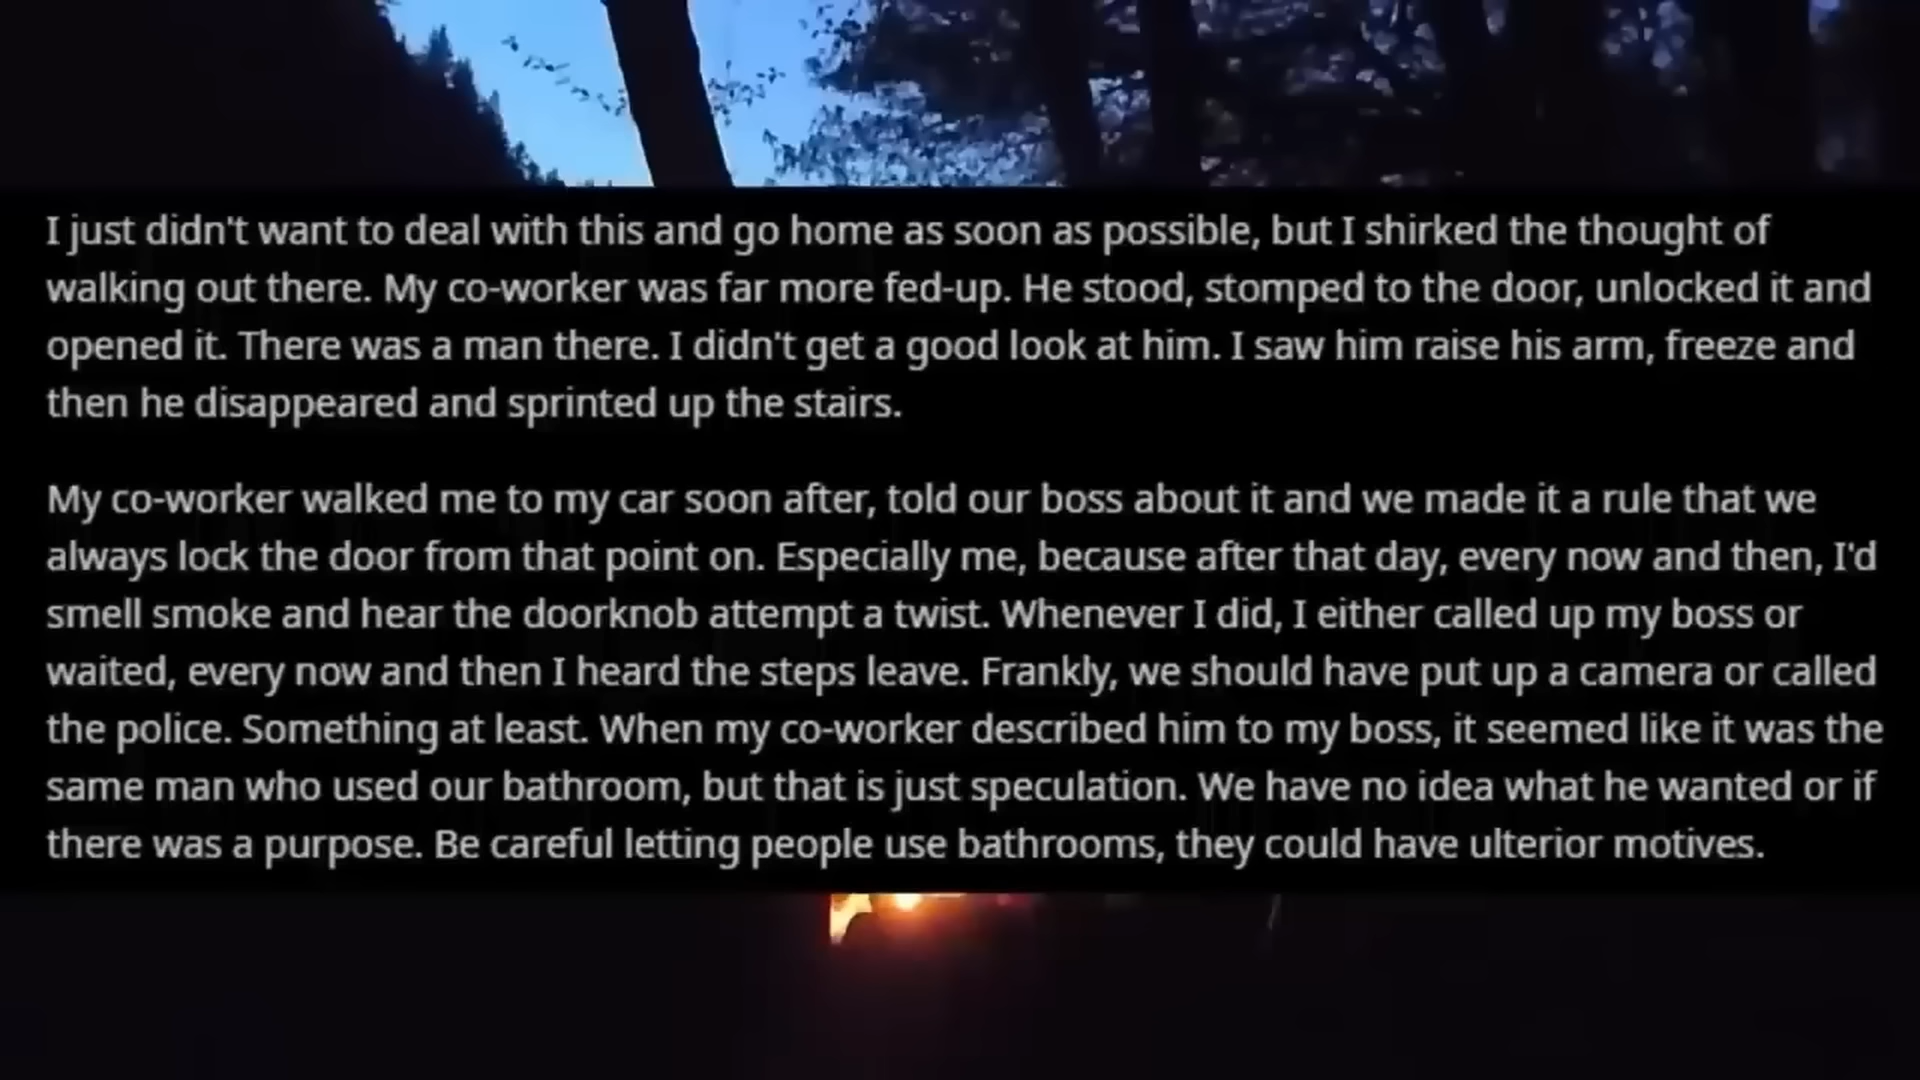 I just didn't want to deal with this and go home as soon as possible, but I shirked the thought of
walking out there. My co-worker was far more fed-up. He stood, stomped to the door, unlocked it and
opened it. There was a man there. I didn't get a good look at him. I saw him raise his arm, freeze and
then he disappeared and sprinted up the stairs.
My co-worker walked me to my car soon after, told our boss about it and we made it a rule that we
always lock the door from that point on. Especially me, because after that day, every now and then, I'd
smell smoke and hear the doorknob attempt a twist. Whenever I did, I either called up my boss or
waited, every now and then I heard the steps leave. Frankly, we should have put up a camera or called
the police. Something at least. When my co-worker described him to my boss, it seemed like it was the
same man who used our bathroom, but that is just speculation. We have no idea what he wanted or if
there was a purpose. Be careful letting people use bathrooms, they could have ulterior motives.